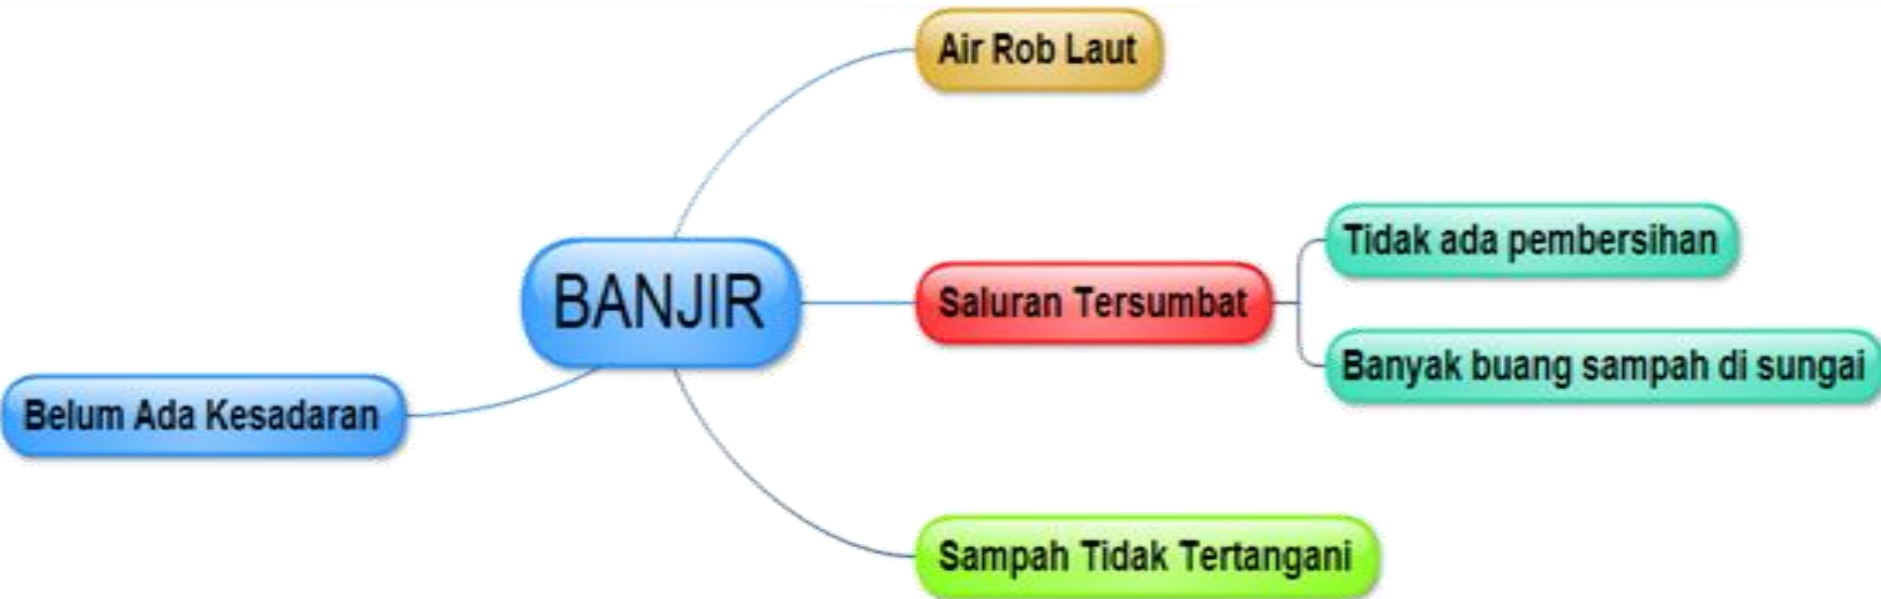 Air Rob Laut
BANJIR
Saluran Tersumbat
Tidak ada pembersihan
Banyak buang sampah di sungai
Belum Ada Kesadaran
Sampah Tidak Tertangani